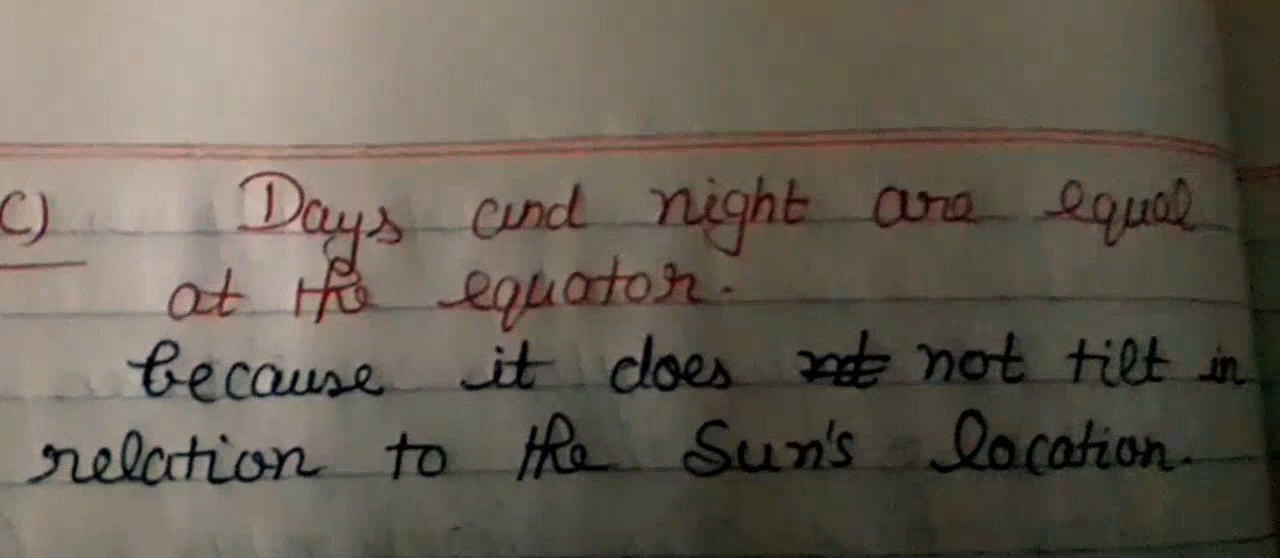 C) Days and night are equal
at the equator.
because it does not not tilt in
relation to the Sun's location.